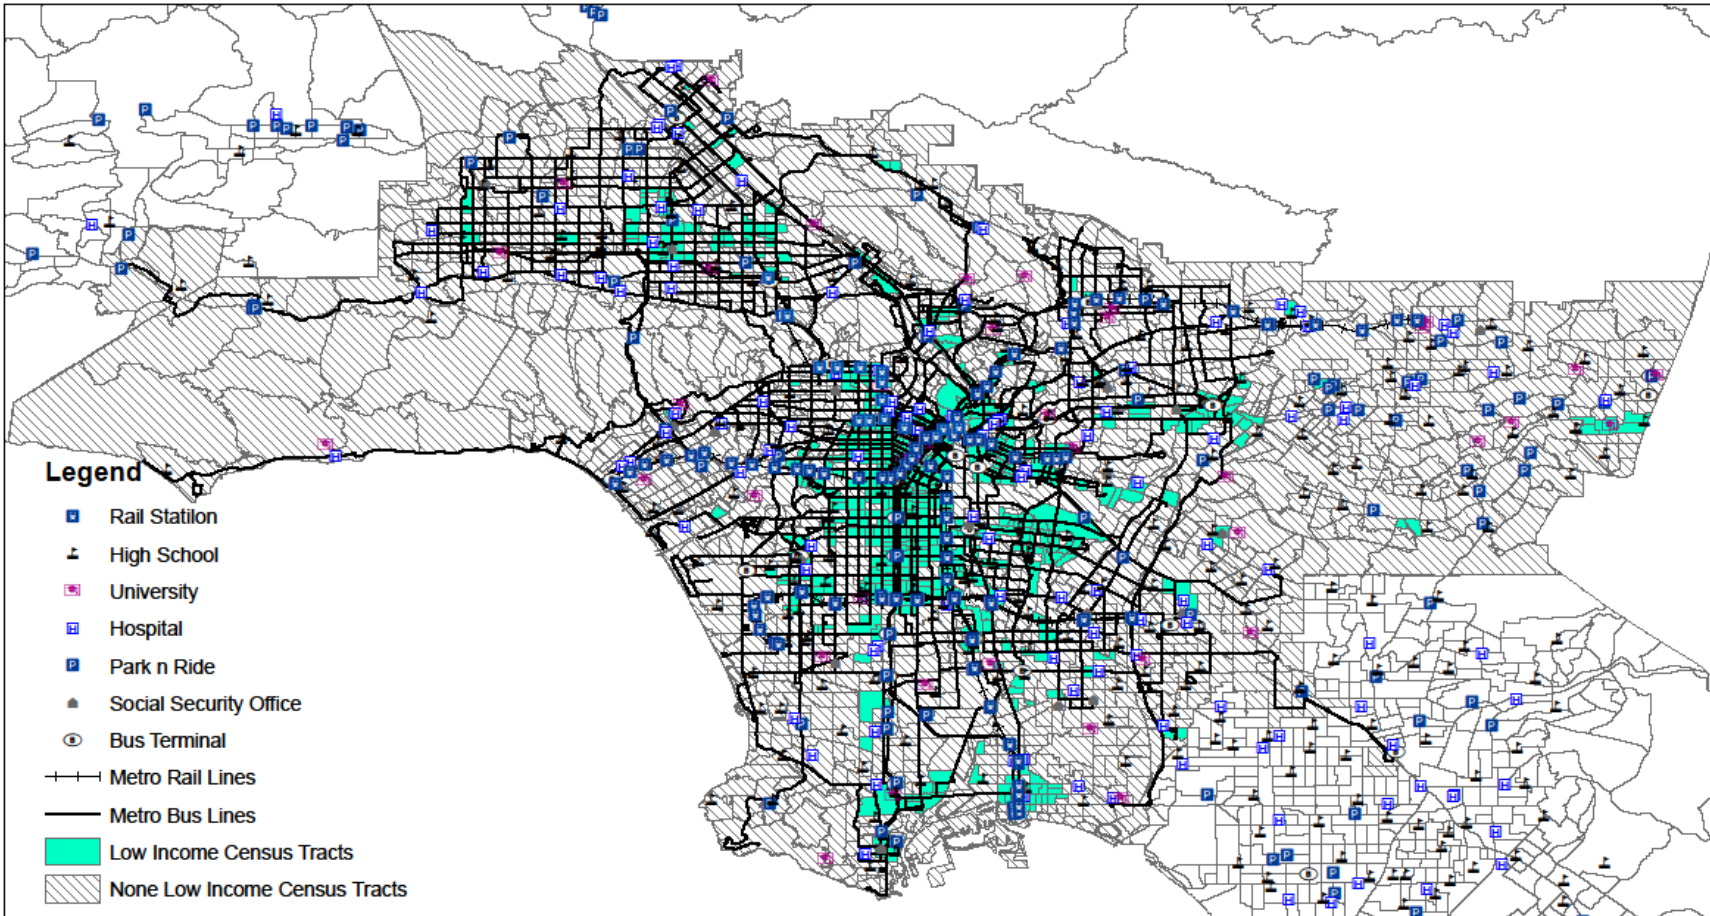 Legend
Rail Statilon
High School
University
Hospital
Park n Ride
Social Security Office
Bus Terminal
Metro Rail Lines
Metro Bus Lines
Low Income Census Tracts
None Low Income Census Tracts